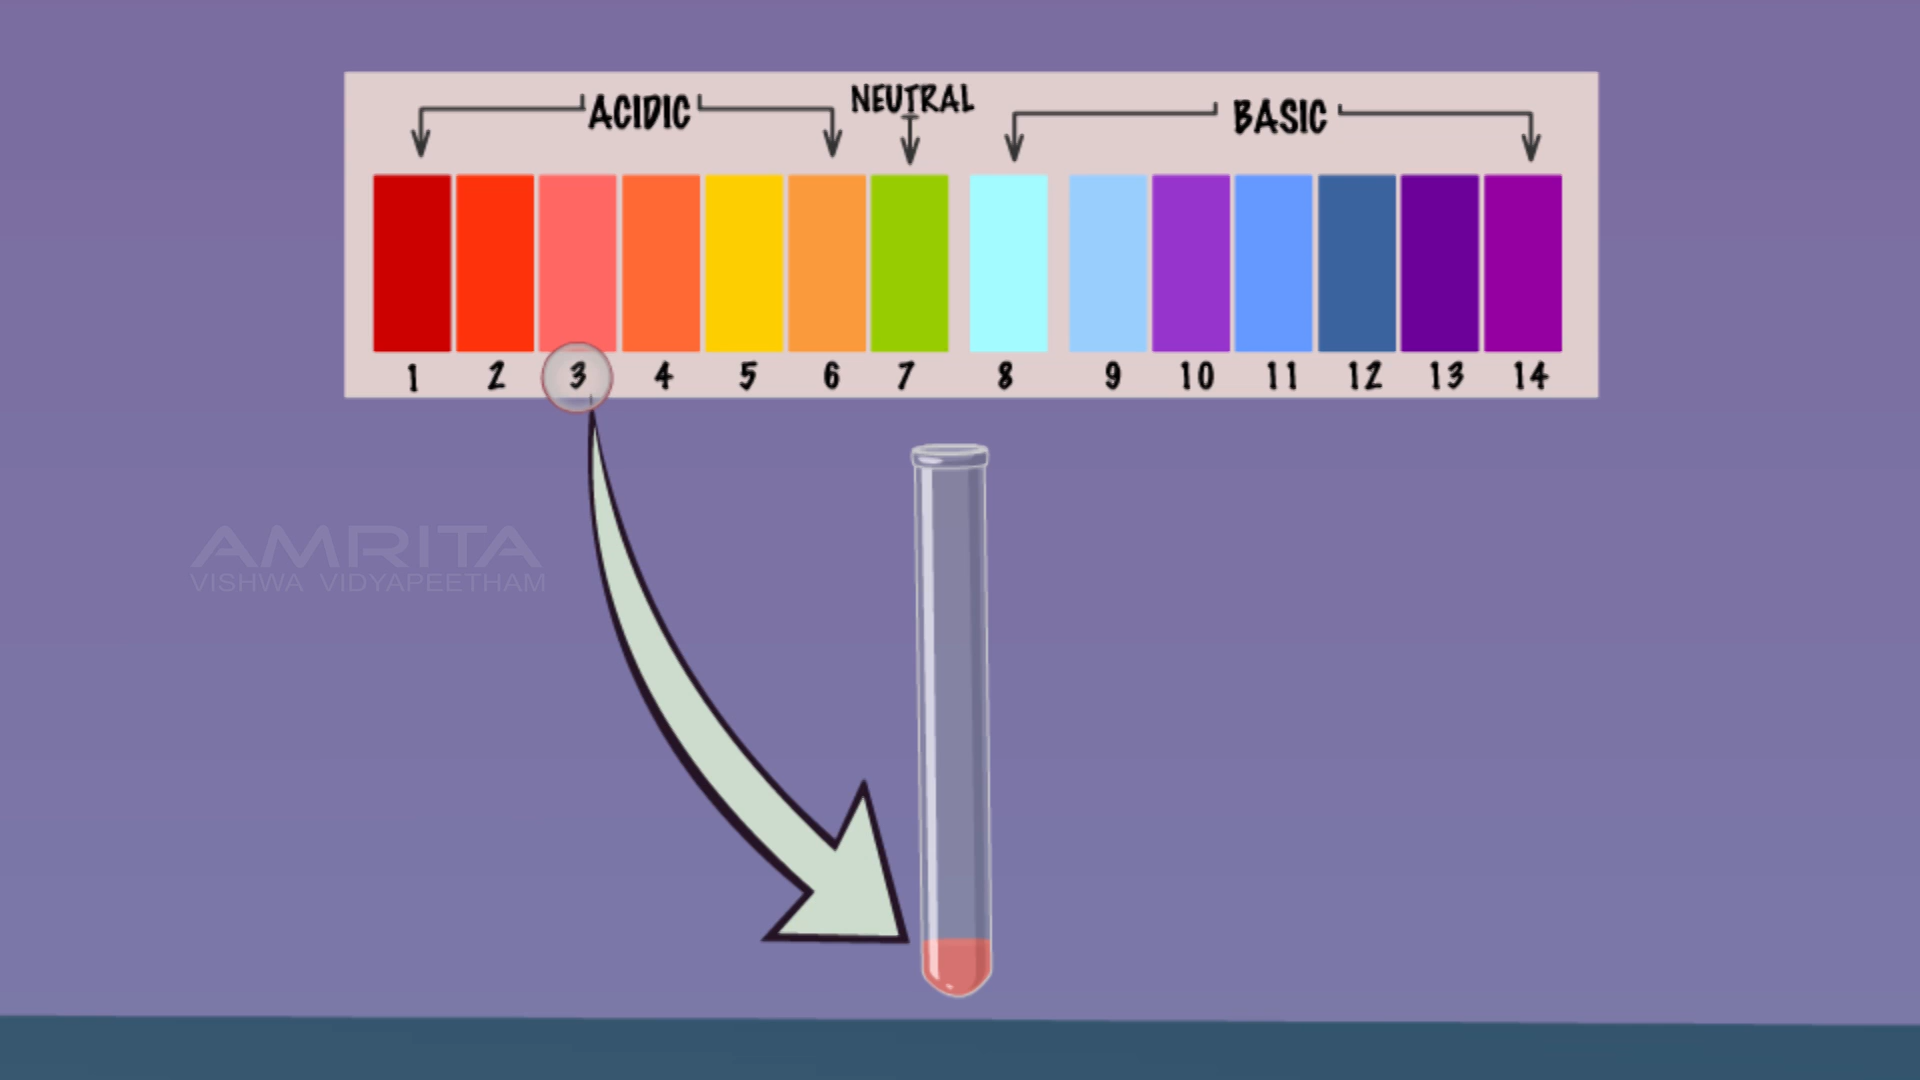 ACIDIC NEUTRAL BASIC
1 2 3 4 5 6 7 8 9 10 11 12 13 14
AMRITA
VISHWA VIDYAPEETHAM